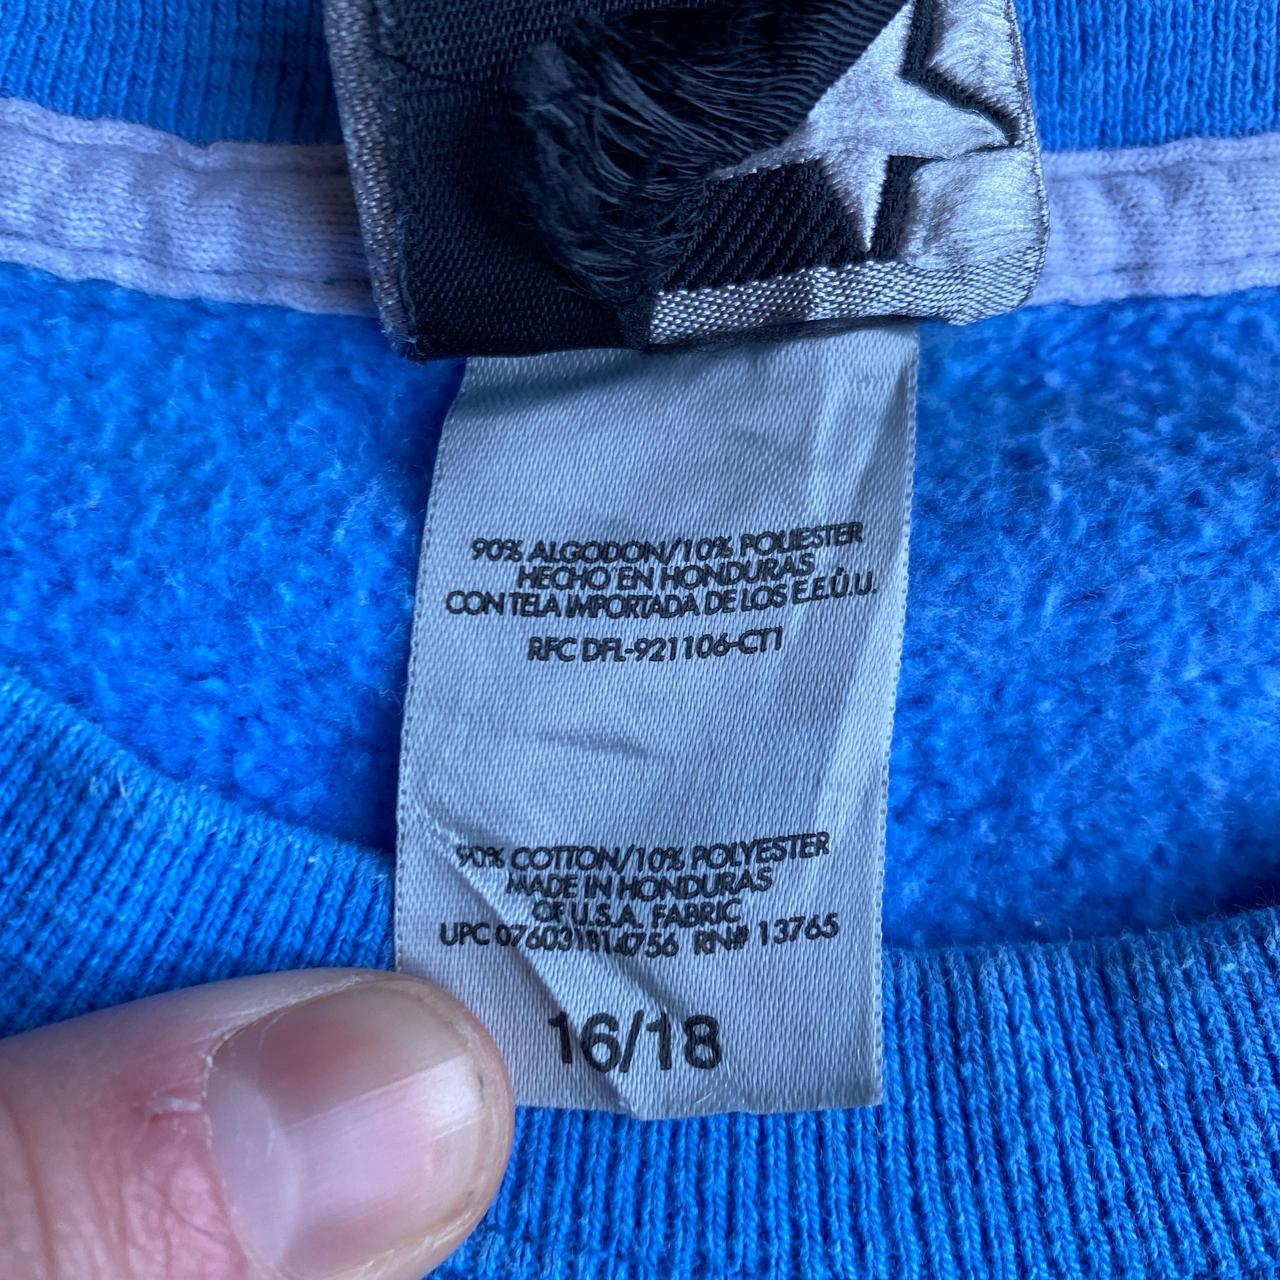 90% ALGODON/10% POLIESTER
HECHO EN HONDURAS
CON TELA IMPORTADA DE LOS E.E.U.U.
RFC DFL-921106-CT1
90% COTTON/10% POLYESTER
MADE IN HONDURAS
OF U.S.A. FABRIC
UPC RN# 13765
16/18